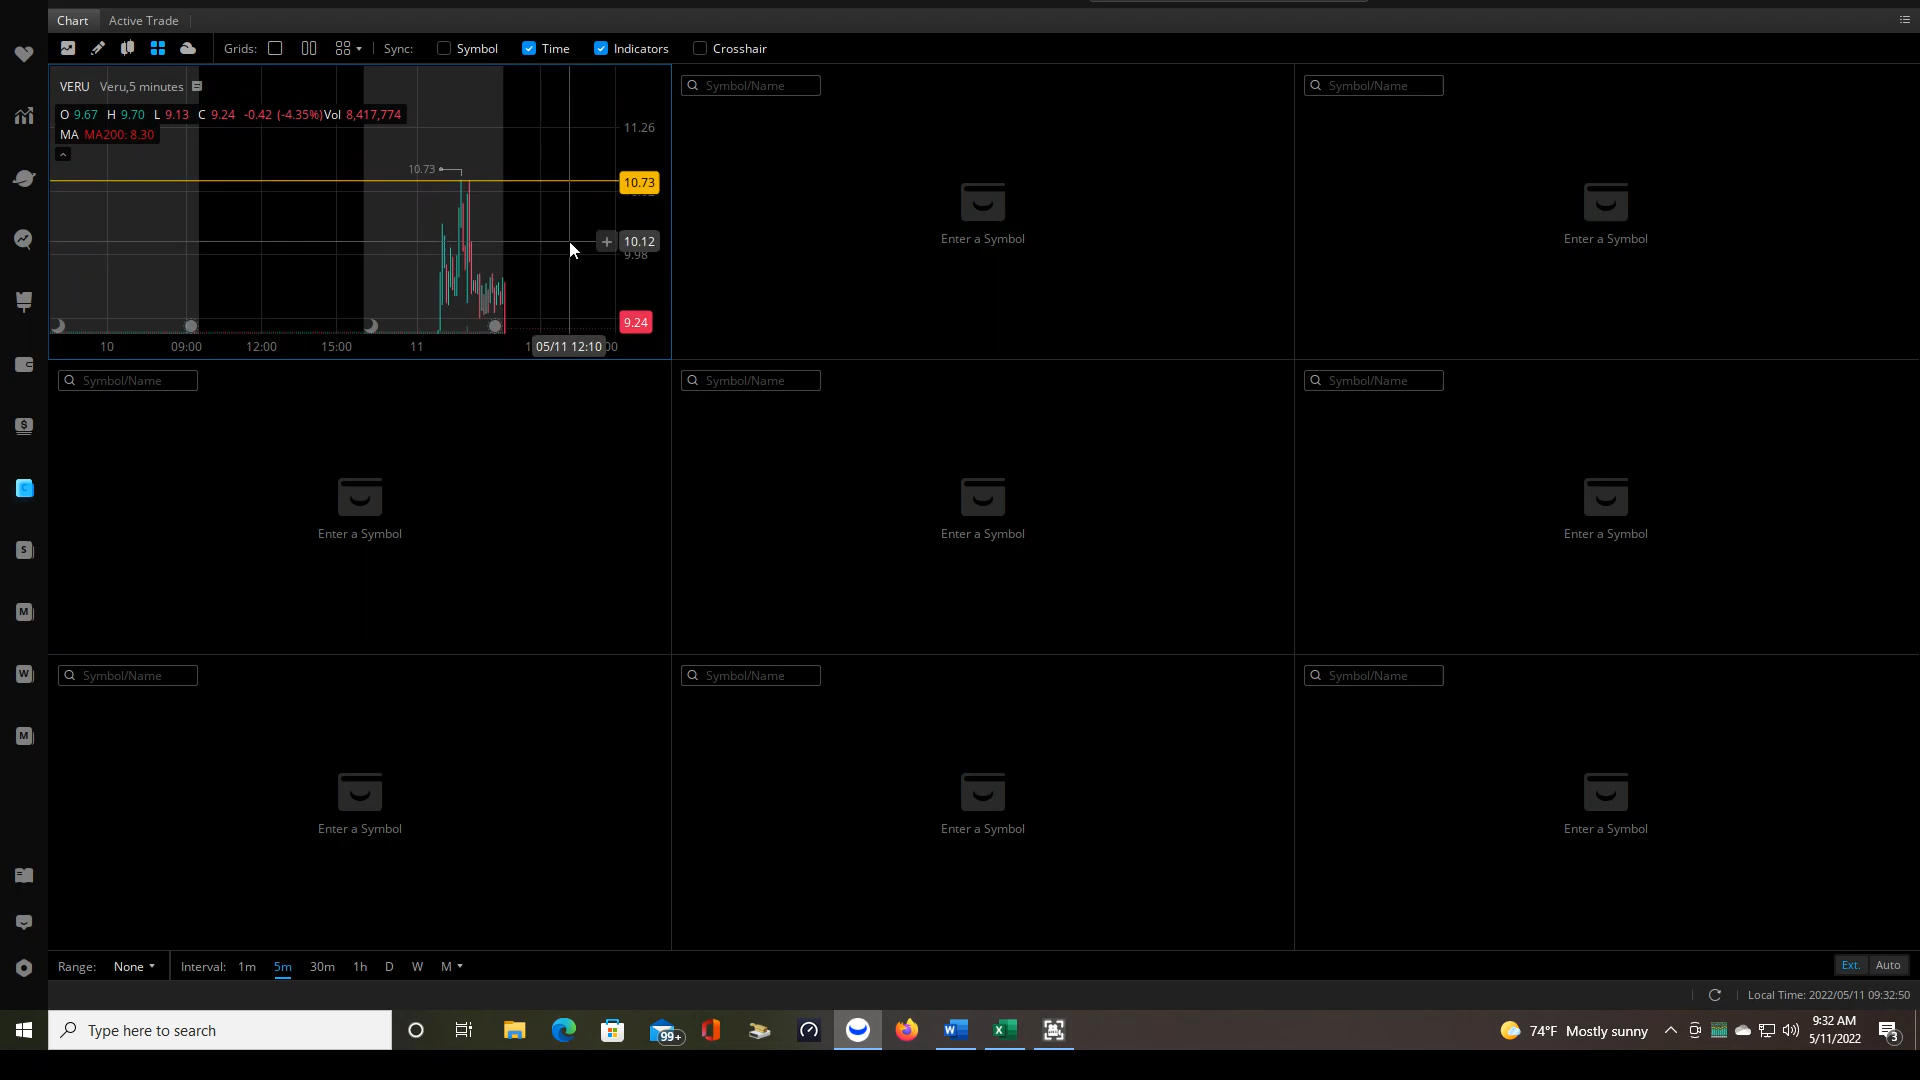 Chart Active Trade
Grids: Sync: Symbol Time Indicators Crosshair
VERU Veru,5 minutes
O 9.67 H 9.70 L 9.13 C 9.24 -0.42 (-4.35%)Vol 8,417,774
MA MA200: 8.30
11.26
10.73
10.73
10.12
9.98
9.24
10 09:00 12:00 15:00 11 05/11 12:10
Symbol/Name
Enter a Symbol
Symbol/Name
Enter a Symbol
Symbol/Name
Enter a Symbol
Symbol/Name
Enter a Symbol
Symbol/Name
Enter a Symbol
Symbol/Name
Enter a Symbol
Symbol/Name
Enter a Symbol
Symbol/Name
Enter a Symbol
C
S
M
W
M
Range: None Interval: 1m 5m 30m 1h D W M Ext. Auto
Local Time: 2022/05/11 09:32:50
Type here to search 99+ 74°F Mostly sunny 9:32 AM
5/11/2022 3